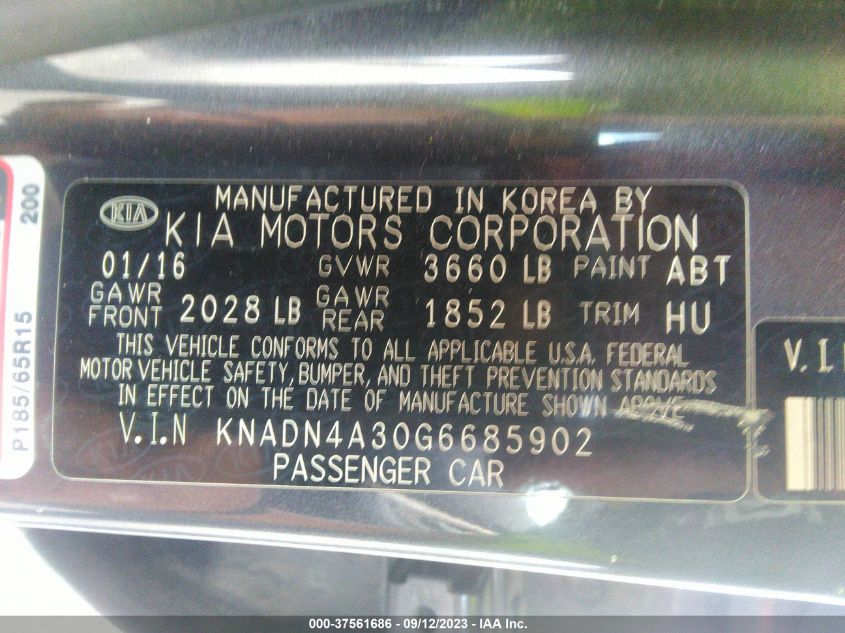 MANUFACTURED IN KOREA BY
KIA KIA MOTORS CORPORATION
01/16 GVWR 3660 LB PAINT ABT
GAWR FRONT 2028 LB GAWR REAR 1852 LB TRIM HU
THIS VEHICLE CONFORMS TO ALL APPLICABLE U.S.A. FEDERAL
MOTOR VEHICLE SAFETY, BUMPER, AND THEFT PREVENTION STANDARDS
IN EFFECT ON THE DATE OF MANUFACTURE SHOWN ABOVE
V.I.N KNADN4A30G6685902
PASSENGER CAR
P185/65R15 200
V.I
000-37561686 - 09/12/2023 - IAAI.com